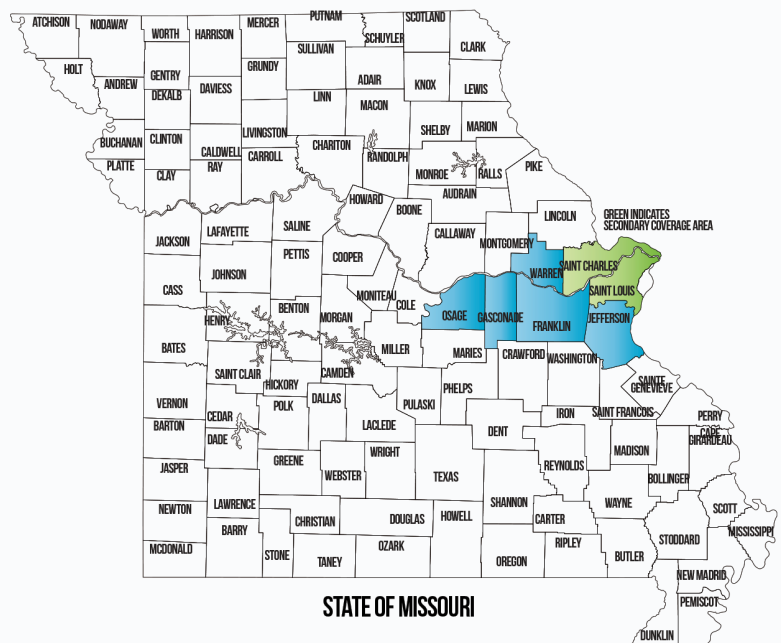 ATCHISON
NODAWAY
WORTH
HARRISON
MERCER
PUTNAM
SCHUYLER
SCOTLAND
CLARK
HOLT
ANDREW
GENTRY
DEKALB
DAVIESS
GRUNDY
SULLIVAN
ADAIR
KNOX
LEWIS
LINN
MACON
SHELBY
MARION
BUCHANAN
CLINTON
CALDWELL
LIVINGSTON
CHARITON
RANDOLPH
MONROE
RALLS
PIKE
PLATTE
CLAY
RAY
CARROLL
HOWARD
BOONE
AUDRAIN
CALLAWAY
MONTGOMERY
LINCOLN
GREEN INDICATES
SECONDARY COVERAGE AREA
JACKSON
LAFAYETTE
SALINE
COOPER
WARREN
SAINT CHARLES
SAINT LOUIS
CASS
JOHNSON
PETTIS
MONITEAU
COLE
OSAGE
GASCONADE
FRANKLIN
JEFFERSON
BATES
HENRY
BENTON
MORGAN
MILLER
MARIES
CRAWFORD
WASHINGTON
SAINTE
GENEVIEVE
VERNON
SAINT CLAIR
HICKORY
CAMDEN
PULASKI
PHELPS
DENT
IRON
SAINT FRANCOIS
PERRY
BARTON
CEDAR
DADE
POLK
DALLAS
LACLEDE
CAPE
GIRARDEAU
JASPER
GREENE
WEBSTER
WRIGHT
TEXAS
REYNOLDS
MADISON
BOLLINGER
NEWTON
LAWRENCE
CHRISTIAN
DOUGLAS
HOWELL
SHANNON
CARTER
WAYNE
SCOTT
MISSISSIPPI
MCDONALD
BARRY
STONE
TANEY
OZARK
OREGON
RIPLEY
BUTLER
STODDARD
NEW MADRID
PEMISCOT
DUNKLIN
STATE OF MISSOURI